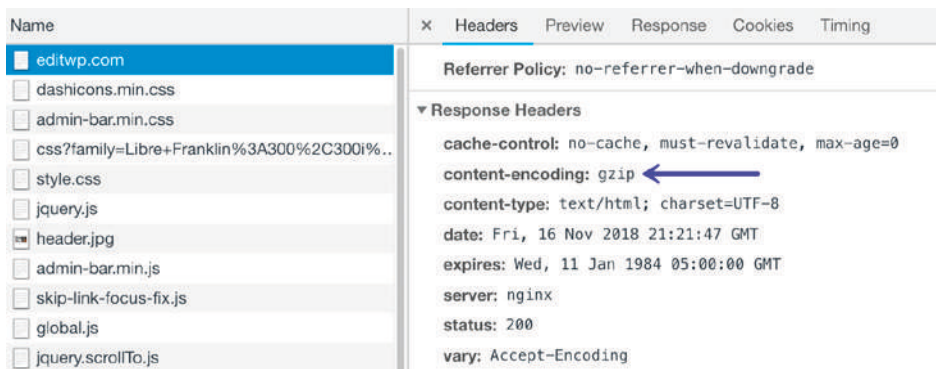 Name
editwp.com
dashicons.min.css
admin-bar.min.css
css?family=Libre+Franklin%3A300%2C300i%..
style.css
jquery.js
header.jpg
admin-bar.min.js
skip-link-focus-fix.js
global.js
jquery.scrollTo.js
× Headers Preview Response Cookies Timing
Referrer Policy: no-referrer-when-downgrade
▼ Response Headers
cache-control: no-cache, must-revalidate, max-age=0
content-encoding: gzip
content-type: text/html; charset=UTF-8
date: Fri, 16 Nov 2018 21:21:47 GMT
expires: Wed, 11 Jan 1984 05:00:00 GMT
server: nginx
status: 200
vary: Accept-Encoding